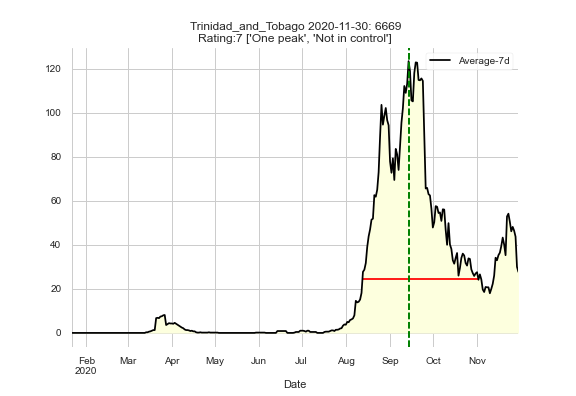 Trinidad_and_Tobago 2020-11-30: 6669
Rating:7 ['One peak', 'Not in control']
Average-7d
120
100
80
60
40
20
0
Feb Mar Apr May Jun Jul Aug Sep Oct Nov
2020
Date